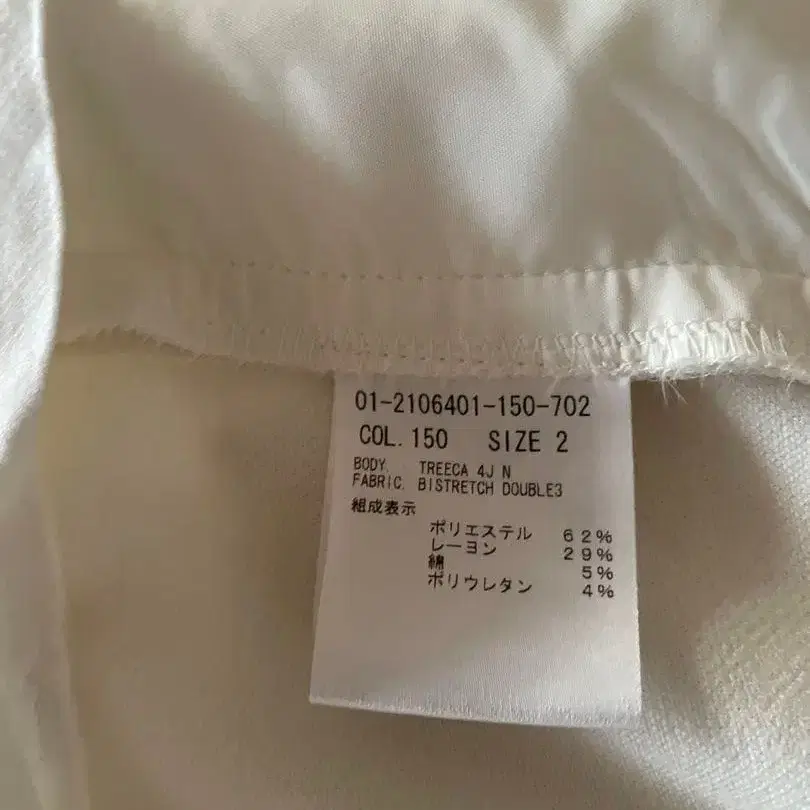 01-2106401-150-702
COL. 150 SIZE 2
BODY. TREECA 4J N
FABRIC. BISTRETCH DOUBLE3
組成表示
ポリエステル 62%
レーヨン 29%
綿 5%
ポリウレタン 4%